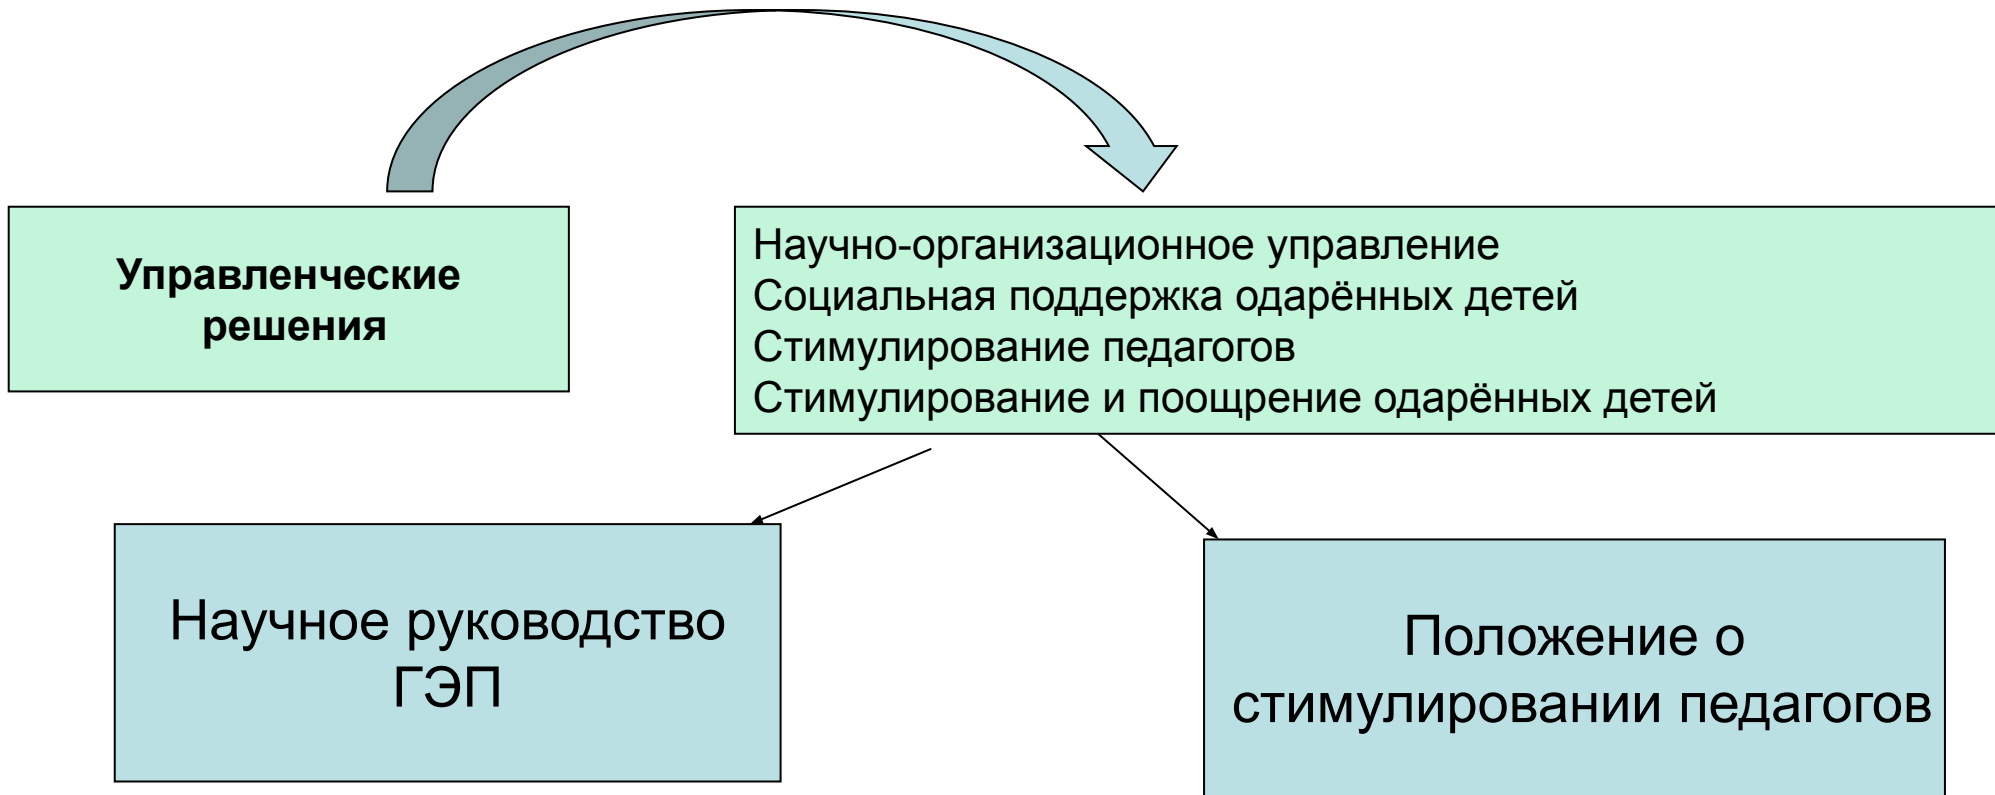 Управленческие
решения
Научно-организационное управление
Социальная поддержка одарённых детей
Стимулирование педагогов
Стимулирование и поощрение одарённых детей
Научное руководство
ГЭП
Положение о
стимулировании педагогов